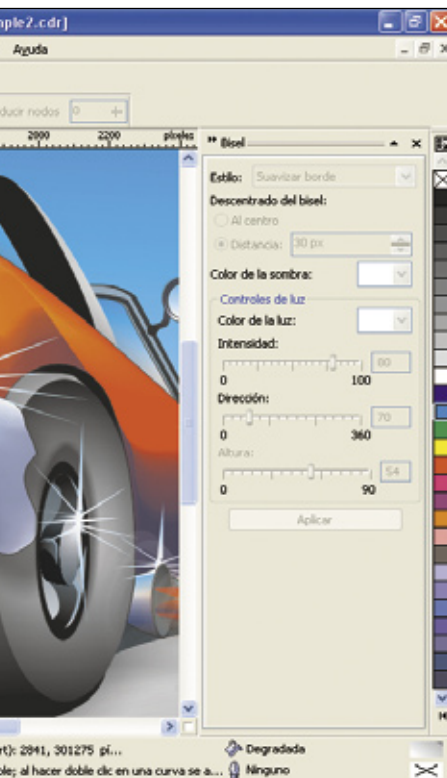 mple2.cdr]
Ayuda
ducir nodos 0
2000 2200 píxeles
Bisel
Estilo: Suavizar borde
Descentrado del bisel:
Al centro
Distancia: 30 px
Color de la sombra:
Controles de luz
Color de la luz:
Intensidad:
80
0 100
Dirección:
70
0 360
Altura:
54
0 90
Aplicar
rt): 2841, 301275 pí...
Degradada
ole; al hacer doble clic en una curva se a...
Ninguno